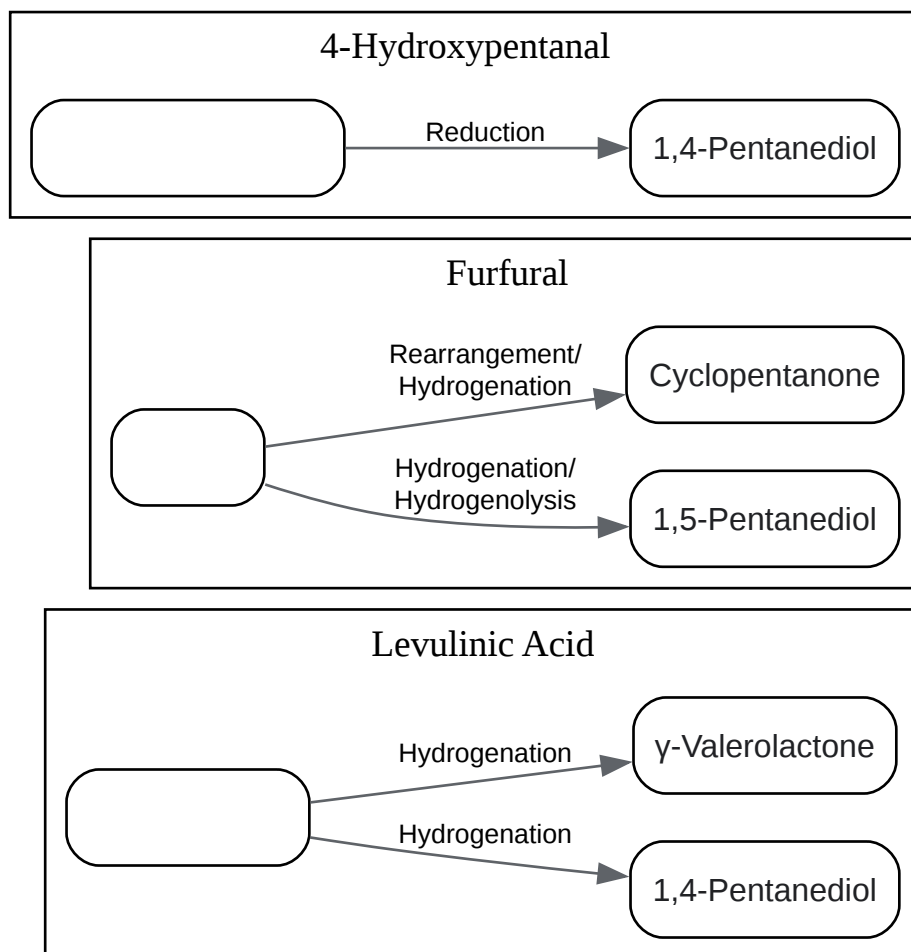 4-Hydroxypentanal
Reduction
1,4-Pentanediol
Furfural
Rearrangement/
Hydrogenation
Cyclopentanone
Hydrogenation/
Hydrogenolysis
1,5-Pentanediol
Levulinic Acid
Hydrogenation
γ-Valerolactone
Hydrogenation
1,4-Pentanediol